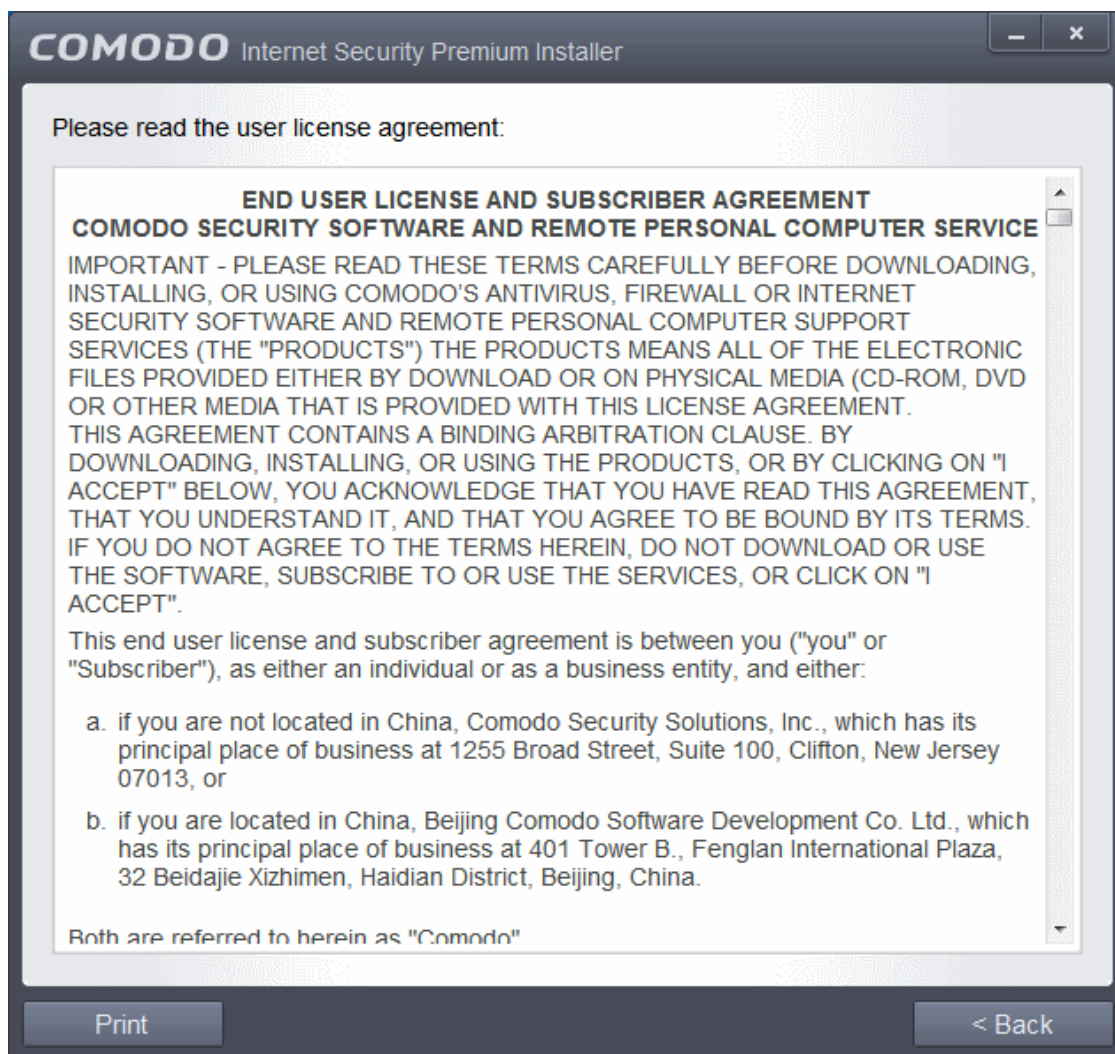 COMODO Internet Security Premium Installer
Please read the user license agreement:
END USER LICENSE AND SUBSCRIBER AGREEMENT
COMODO SECURITY SOFTWARE AND REMOTE PERSONAL COMPUTER SERVICE
IMPORTANT - PLEASE READ THESE TERMS CAREFULLY BEFORE DOWNLOADING,
INSTALLING, OR USING COMODO'S ANTIVIRUS, FIREWALL OR INTERNET
SECURITY SOFTWARE AND REMOTE PERSONAL COMPUTER SUPPORT
SERVICES (THE "PRODUCTS") THE PRODUCTS MEANS ALL OF THE ELECTRONIC
FILES PROVIDED EITHER BY DOWNLOAD OR ON PHYSICAL MEDIA (CD-ROM, DVD
OR OTHER MEDIA THAT IS PROVIDED WITH THIS LICENSE AGREEMENT.
THIS AGREEMENT CONTAINS A BINDING ARBITRATION CLAUSE. BY
DOWNLOADING, INSTALLING, OR USING THE PRODUCTS, OR BY CLICKING ON "I
ACCEPT" BELOW, YOU ACKNOWLEDGE THAT YOU HAVE READ THIS AGREEMENT,
THAT YOU UNDERSTAND IT, AND THAT YOU AGREE TO BE BOUND BY ITS TERMS.
IF YOU DO NOT AGREE TO THE TERMS HEREIN, DO NOT DOWNLOAD OR USE
THE SOFTWARE, SUBSCRIBE TO OR USE THE SERVICES, OR CLICK ON "I
ACCEPT".
This end user license and subscriber agreement is between you ("you" or
"Subscriber"), as either an individual or as a business entity, and either:
a. if you are not located in China, Comodo Security Solutions, Inc., which has its
principal place of business at 1255 Broad Street, Suite 100, Clifton, New Jersey
07013, or
b. if you are located in China, Beijing Comodo Software Development Co. Ltd., which
has its principal place of business at 401 Tower B., Fenglan International Plaza,
32 Beidajie Xizhimen, Haidian District, Beijing, China.
Both are referred to herein as "Comodo"
Print
< Back